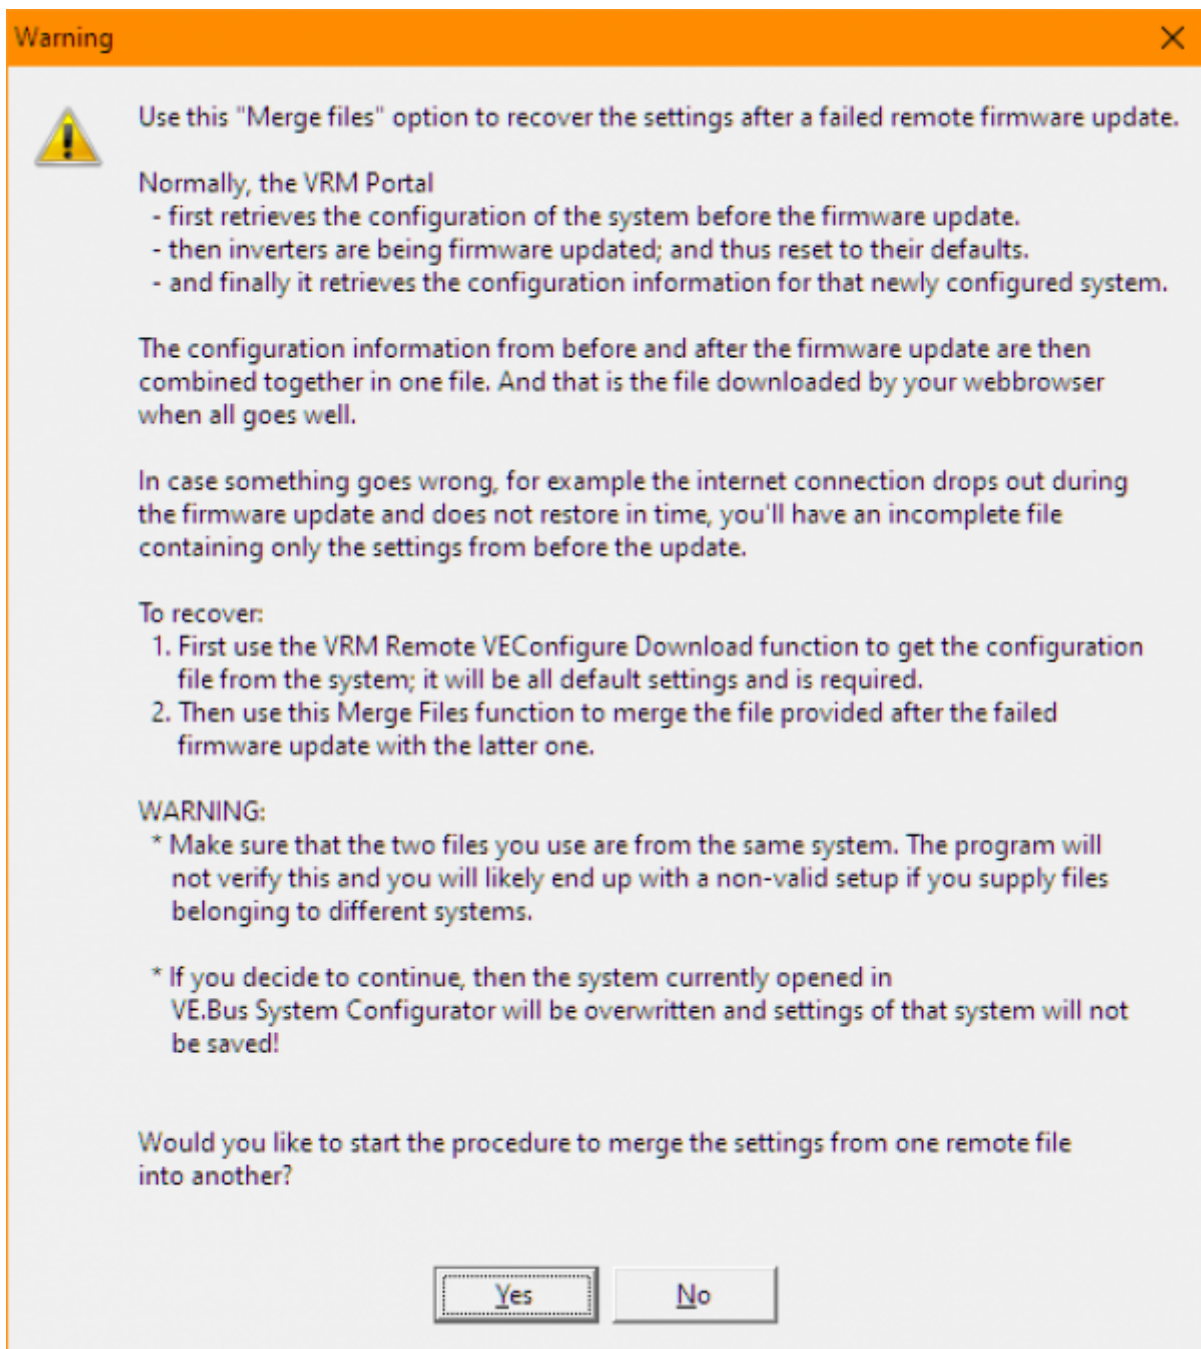 Warning
Use this "Merge files" option to recover the settings after a failed remote firmware update.
Normally, the VRM Portal
- first retrieves the configuration of the system before the firmware update.
- then inverters are being firmware updated; and thus reset to their defaults.
- and finally it retrieves the configuration information for that newly configured system.
The configuration information from before and after the firmware update are then
combined together in one file. And that is the file downloaded by your webbrowser
when all goes well.
In case something goes wrong, for example the internet connection drops out during
the firmware update and does not restore in time, you'll have an incomplete file
containing only the settings from before the update.
To recover:
1. First use the VRM Remote VEConfigure Download function to get the configuration
file from the system; it will be all default settings and is required.
2. Then use this Merge Files function to merge the file provided after the failed
firmware update with the latter one.
WARNING:
* Make sure that the two files you use are from the same system. The program will
not verify this and you will likely end up with a non-valid setup if you supply files
belonging to different systems.
* If you decide to continue, then the system currently opened in
VE.Bus System Configurator will be overwritten and settings of that system will not
be saved!
Would you like to start the procedure to merge the settings from one remote file
into another?
Yes No